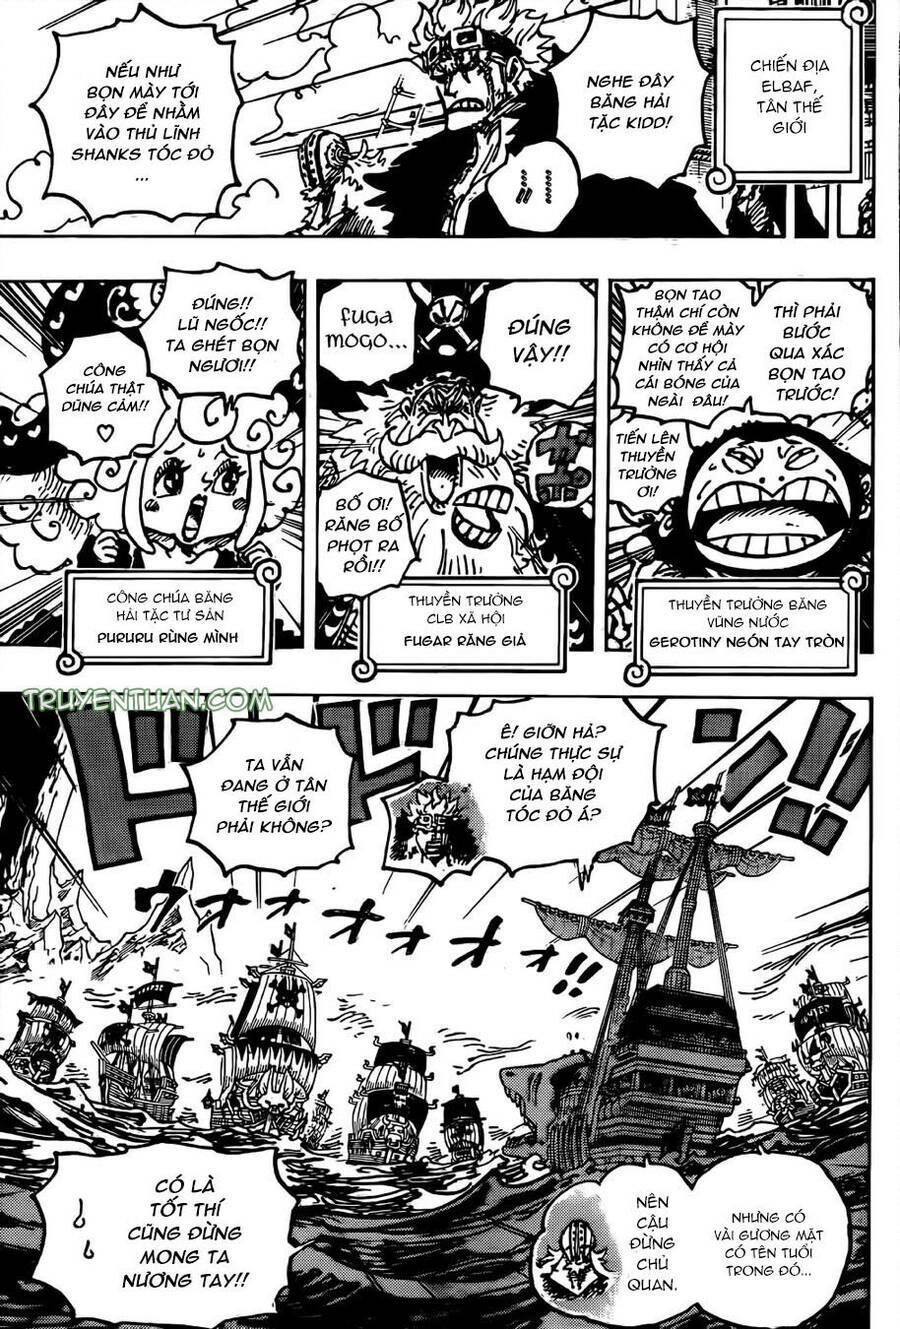 CHIẾN ĐỊA
ELBAF,
TÂN THẾ
GIỚI
NGHE ĐÂY
BĂNG HẢI
TẶC KIDD!
NẾU NHƯ
BỌN MÀY TỚI
ĐÂY ĐỂ NHẰM
VÀO THỦ LĨNH
SHANKS TÓC ĐỎ
...
THÌ PHẢI
BƯỚC
QUA XÁC
BỌN TAO
TRƯỚC!
BỌN TAO
THẬM CHÍ CÒN
KHÔNG ĐỂ MÀY
CÓ CƠ HỘI
NHÌN THẤY CẢ
CÁI BÓNG CỦA
NGÀI ĐÂU!
TIẾN LÊN
THUYỀN
TRƯỞNG
ƠI!
THUYỀN TRƯỞNG BĂNG
VŨNG NƯỚC
GEROTINY NGÓN TAY TRÒN
ĐÚNG
VẬY!!
FUGA
MOGO...
BỐ ƠI!
RĂNG BỐ
PHỌT RA
RỒI!!
THUYỀN TRƯỞNG
CLB XÃ HỘI
FUGAR RĂNG GIẢ
ĐÚNG!!
LŨ NGỐC!!
TA GHÉT BỌN
NGƯƠI!!
CÔNG
CHÚA THẬT
DŨNG CẢM!!
♡
CÔNG CHÚA BĂNG
HẢI TẶC TƯ SẢN
PURURU RÙNG MÌNH
TRUYENTUAN.COM
Ê! GIỠN HẢ?
CHÚNG THỰC SỰ
LÀ HẠM ĐỘI
CỦA BĂNG
TÓC ĐỎ Á?
TA VẪN
ĐANG Ở TÂN
THẾ GIỚI
PHẢI KHÔNG?
ドドン!!
ウオオオオオオ!!
NHƯNG CÓ
VÀI GƯƠNG MẶT
CÓ TÊN TUỔI
TRONG ĐÓ...
NÊN
CẬU
ĐỪNG
CHỦ
QUAN.
CÓ LÀ
TỐT THÍ
CŨNG ĐỪNG
MONG TA
NƯƠNG TAY!!